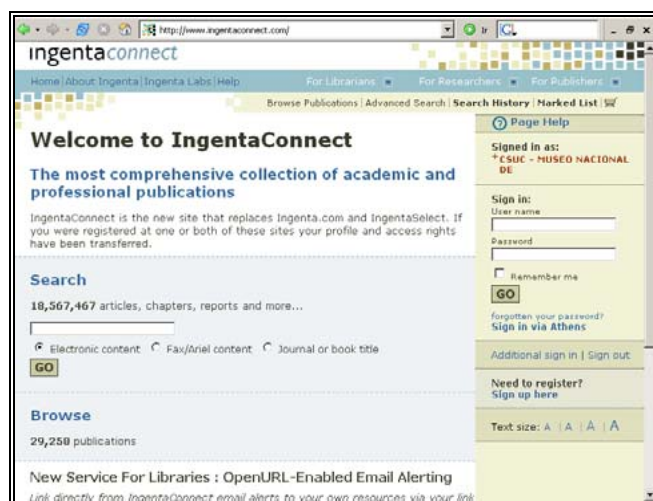 http://www.ingentaconnect.com/
Ir
ingentaconnect
Home|About Ingenta|Ingenta Labs|Help
For Librarians
For Researchers
For Publishers
Browse Publications|Advanced Search|Search History|Marked List|
Welcome to IngentaConnect
The most comprehensive collection of academic and
professional publications
IngentaConnect is the new site that replaces Ingenta.com and IngentaSelect. If
you were registered at one or both of these sites your profile and access rights
have been transferred.
Search
18,567,467 articles, chapters, reports and more...
Electronic content Fax/Ariel content Journal or book title
GO
Browse
29,258 publications
New Service For Libraries : OpenURL-Enabled Email Alerting
Link directly from IngentaConnect email alerts to your own resources via your link
Page Help
Signed in as:
CSUC - MUSEO NACIONAL
DE
Sign in:
User name
Password
Remember me
GO
forgotten your password?
Sign in via Athens
Additional sign in | Sign out
Need to register?
Sign up here
Text size: A | A | A | A